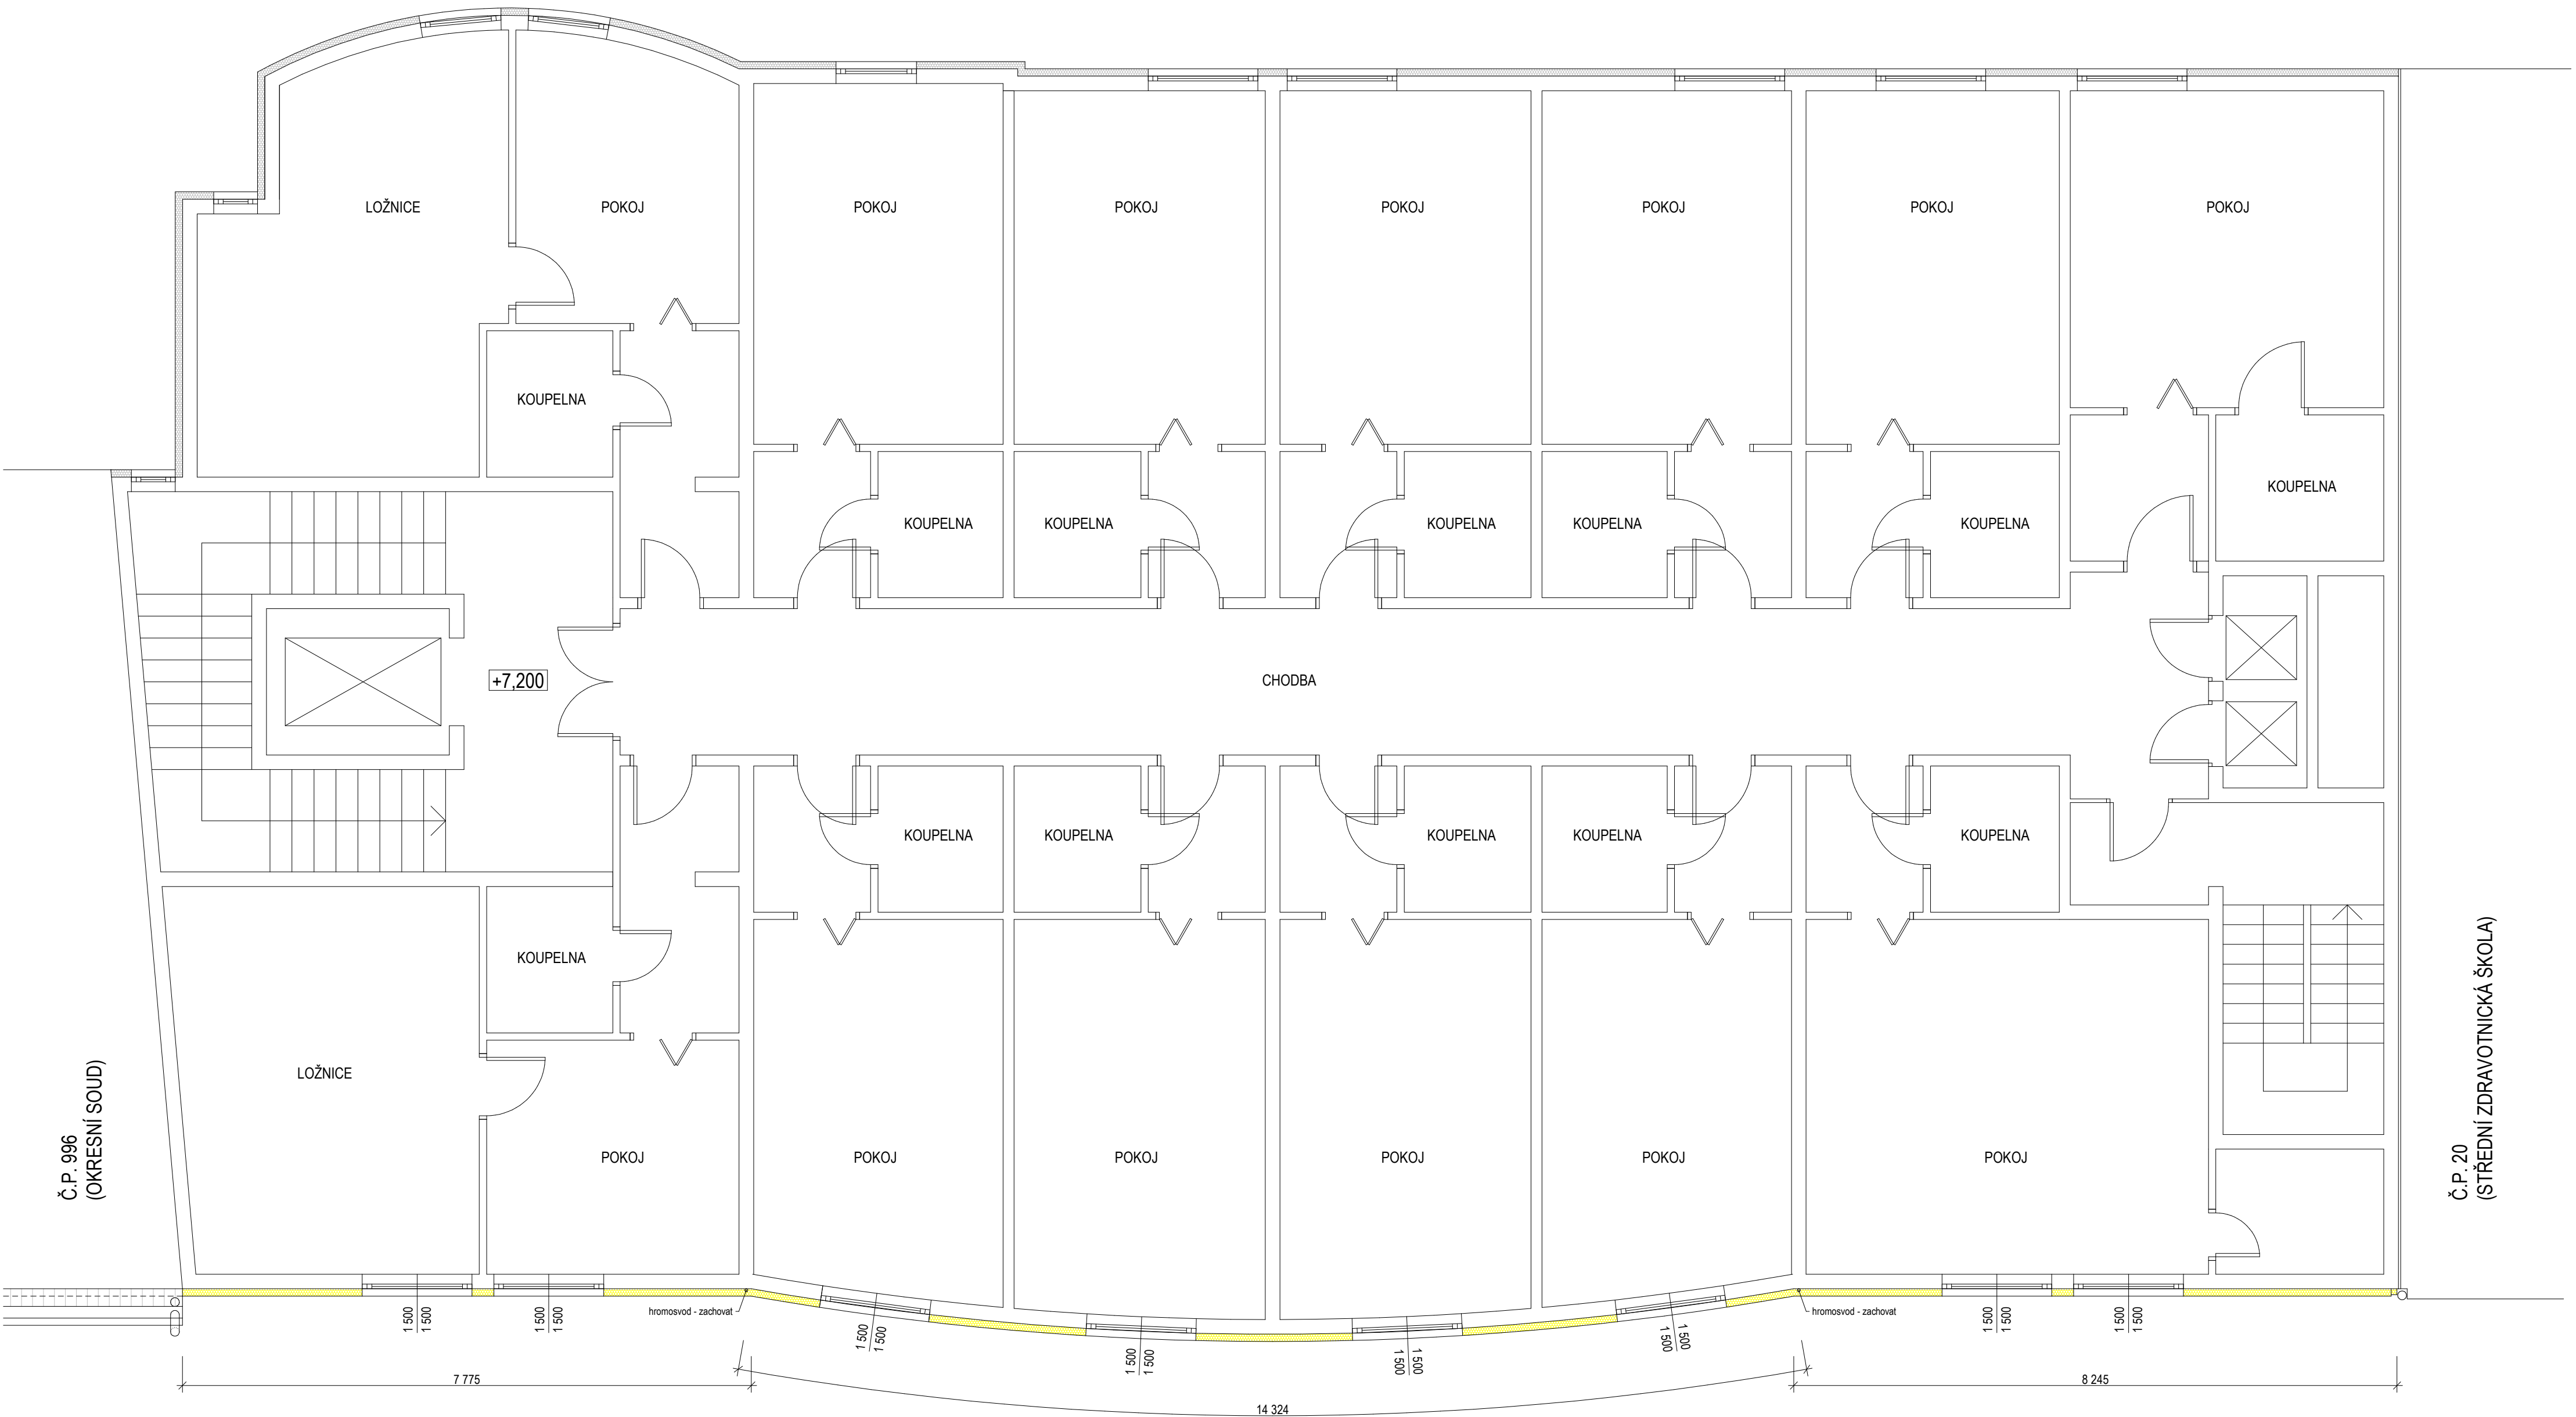 LOŽNICE
POKOJ
POKOJ
POKOJ
POKOJ
POKOJ
POKOJ
POKOJ
KOUPELNA
KOUPELNA
KOUPELNA
KOUPELNA
KOUPELNA
KOUPELNA
KOUPELNA
+7,200
CHODBA
KOUPELNA
KOUPELNA
KOUPELNA
KOUPELNA
KOUPELNA
KOUPELNA
LOŽNICE
POKOJ
POKOJ
POKOJ
POKOJ
POKOJ
POKOJ
Č.P. 996
(OKRESNÍ SOUD)
Č.P. 20
(STŘEDNÍ ZDRAVOTNICKÁ ŠKOLA)
1 500
1 500
1 500
1 500
hromosvod - zachovat
1 500
1 500
1 500
1 500
1 500
1 500
1 500
1 500
hromosvod - zachovat
1 500
1 500
1 500
1 500
7 775
14 324
8 245